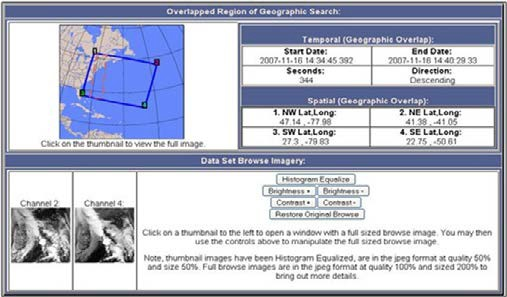 Overlapped Region of Geographic Search:
Click on the thumbnail to view the full image.
Temporal (Geographic Overlap):
Start Date: End Date:
2007-11-16 14:34:45.392 2007-11-16 14:40:29.33
Seconds: Direction:
344 Descending
Spatial (Geographic Overlap):
1. NW Lat,Long: 2. NE Lat,Long:
47.14 , -77.98 41.38 , -41.05
3. SW Lat,Long: 4. SE Lat,Long:
27.3 , -79.83 22.75 , -50.61
Data Set Browse Imagery:
Channel 2: Channel 4:
Histogram Equalize
Brightness + Brightness -
Contrast + Contrast -
Restore Original Browse
Click on a thumbnail to the left to open a window with a full sized browse image. You may then
use the controls above to manipulate the full sized browse image.
Note, thumbnail images have been Histogram Equalized, are in the jpeg format at quality 50%
and size 50%. Full browse images are in the jpeg format at quality 100% and sized 200% to
bring out more details.